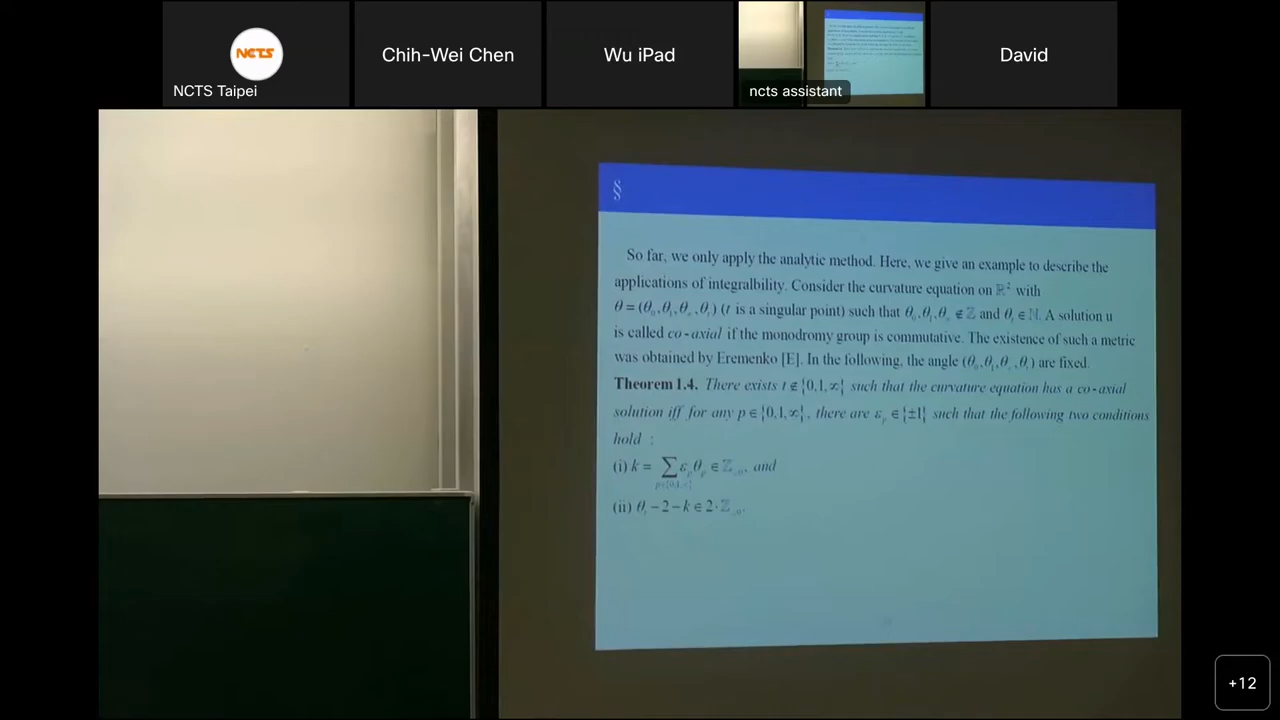 NCTS
NCTS Taipei
Chih-Wei Chen
Wu iPad
ncts assistant
David
§
So far, we only apply the analytic method. Here, we give an example to describe the
applications of integralbility. Consider the curvature equation on ℝ² with
θ = (θ₀,θ₁,θ∞,θₜ) (t is a singular point) such that θ₀,θ₁,θ∞ ∉ ℤ and θₜ ∈ ℕ. A solution u
is called co-axial if the monodromy group is commutative. The existence of such a metric
was obtained by Eremenko [E]. In the following, the angle (θ₀,θ₁,θ∞,θₜ) are fixed.
Theorem 1.4. There exists t ∉ {0,1,∞} such that the curvature equation has a co-axial
solution iff for any p ∈ {0,1,∞}, there are εₚ ∈ {±1} such that the following two conditions
hold :
(i) k = ∑ εₚθₚ ∈ ℤ≥0, and
p∈{0,1,∞}
(ii) θₜ − 2 − k ∈ 2·ℤ≥0.
+12